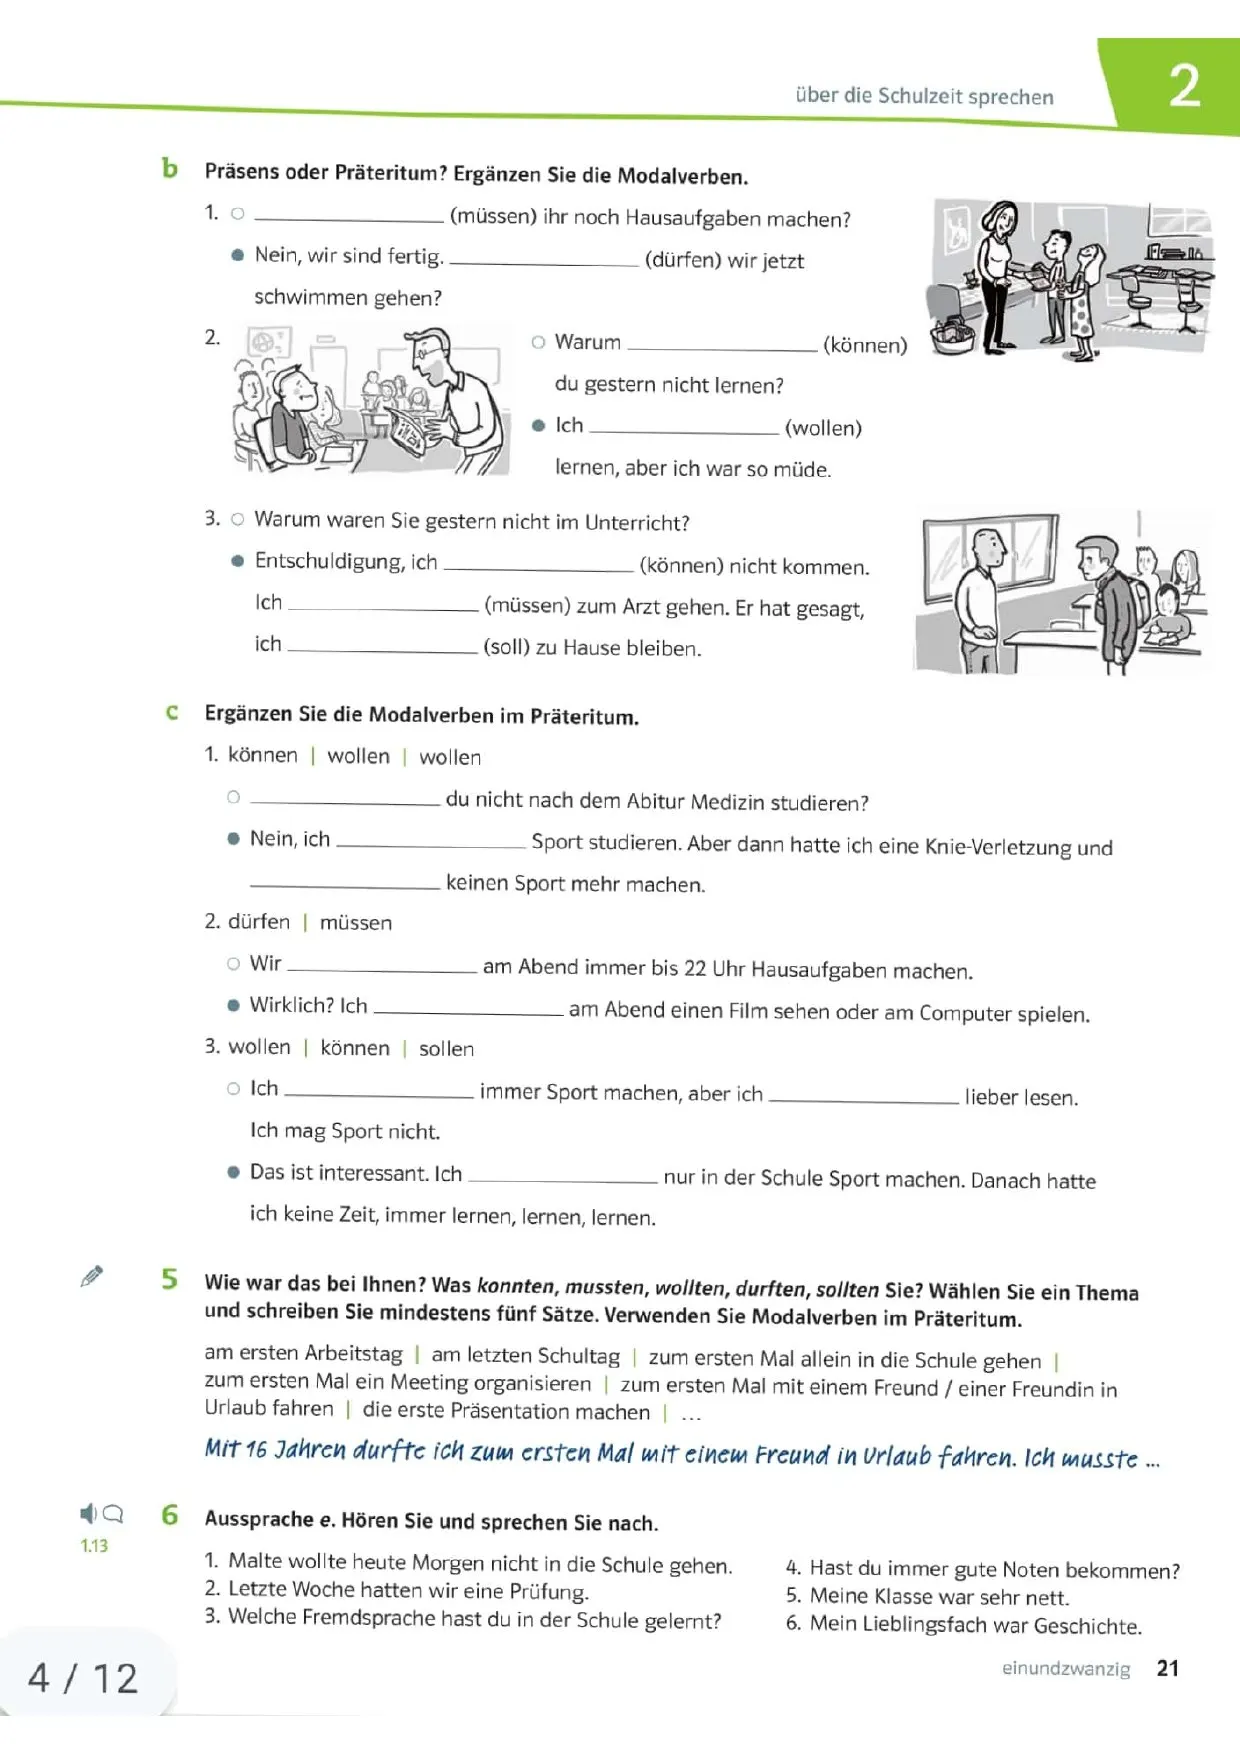 über die Schulzeit sprechen
2
b Präsens oder Präteritum? Ergänzen Sie die Modalverben.
1. ○ ________ (müssen) ihr noch Hausaufgaben machen?
● Nein, wir sind fertig. ________ (dürfen) wir jetzt
schwimmen gehen?
2. ○ Warum ________ (können)
du gestern nicht lernen?
● Ich ________ (wollen)
lernen, aber ich war so müde.
3. ○ Warum waren Sie gestern nicht im Unterricht?
● Entschuldigung, ich ________ (können) nicht kommen.
Ich ________ (müssen) zum Arzt gehen. Er hat gesagt,
ich ________ (soll) zu Hause bleiben.
c Ergänzen Sie die Modalverben im Präteritum.
1. können | wollen | wollen
○ ________ du nicht nach dem Abitur Medizin studieren?
● Nein, ich ________ Sport studieren. Aber dann hatte ich eine Knie-Verletzung und
________ keinen Sport mehr machen.
2. dürfen | müssen
○ Wir ________ am Abend immer bis 22 Uhr Hausaufgaben machen.
● Wirklich? Ich ________ am Abend einen Film sehen oder am Computer spielen.
3. wollen | können | sollen
○ Ich ________ immer Sport machen, aber ich ________ lieber lesen.
Ich mag Sport nicht.
● Das ist interessant. Ich ________ nur in der Schule Sport machen. Danach hatte
ich keine Zeit, immer lernen, lernen, lernen.
5 Wie war das bei Ihnen? Was konnten, mussten, wollten, durften, sollten Sie? Wählen Sie ein Thema
und schreiben Sie mindestens fünf Sätze. Verwenden Sie Modalverben im Präteritum.
am ersten Arbeitstag | am letzten Schultag | zum ersten Mal allein in die Schule gehen |
zum ersten Mal ein Meeting organisieren | zum ersten Mal mit einem Freund / einer Freundin in
Urlaub fahren | die erste Präsentation machen | ...
Mit 16 Jahren durfte ich zum ersten Mal mit einem Freund in Urlaub fahren. Ich musste ...
6 Aussprache e. Hören Sie und sprechen Sie nach.
1.13
1. Malte wollte heute Morgen nicht in die Schule gehen.
2. Letzte Woche hatten wir eine Prüfung.
3. Welche Fremdsprache hast du in der Schule gelernt?
4. Hast du immer gute Noten bekommen?
5. Meine Klasse war sehr nett.
6. Mein Lieblingsfach war Geschichte.
einundzwanzig 21
4 / 12